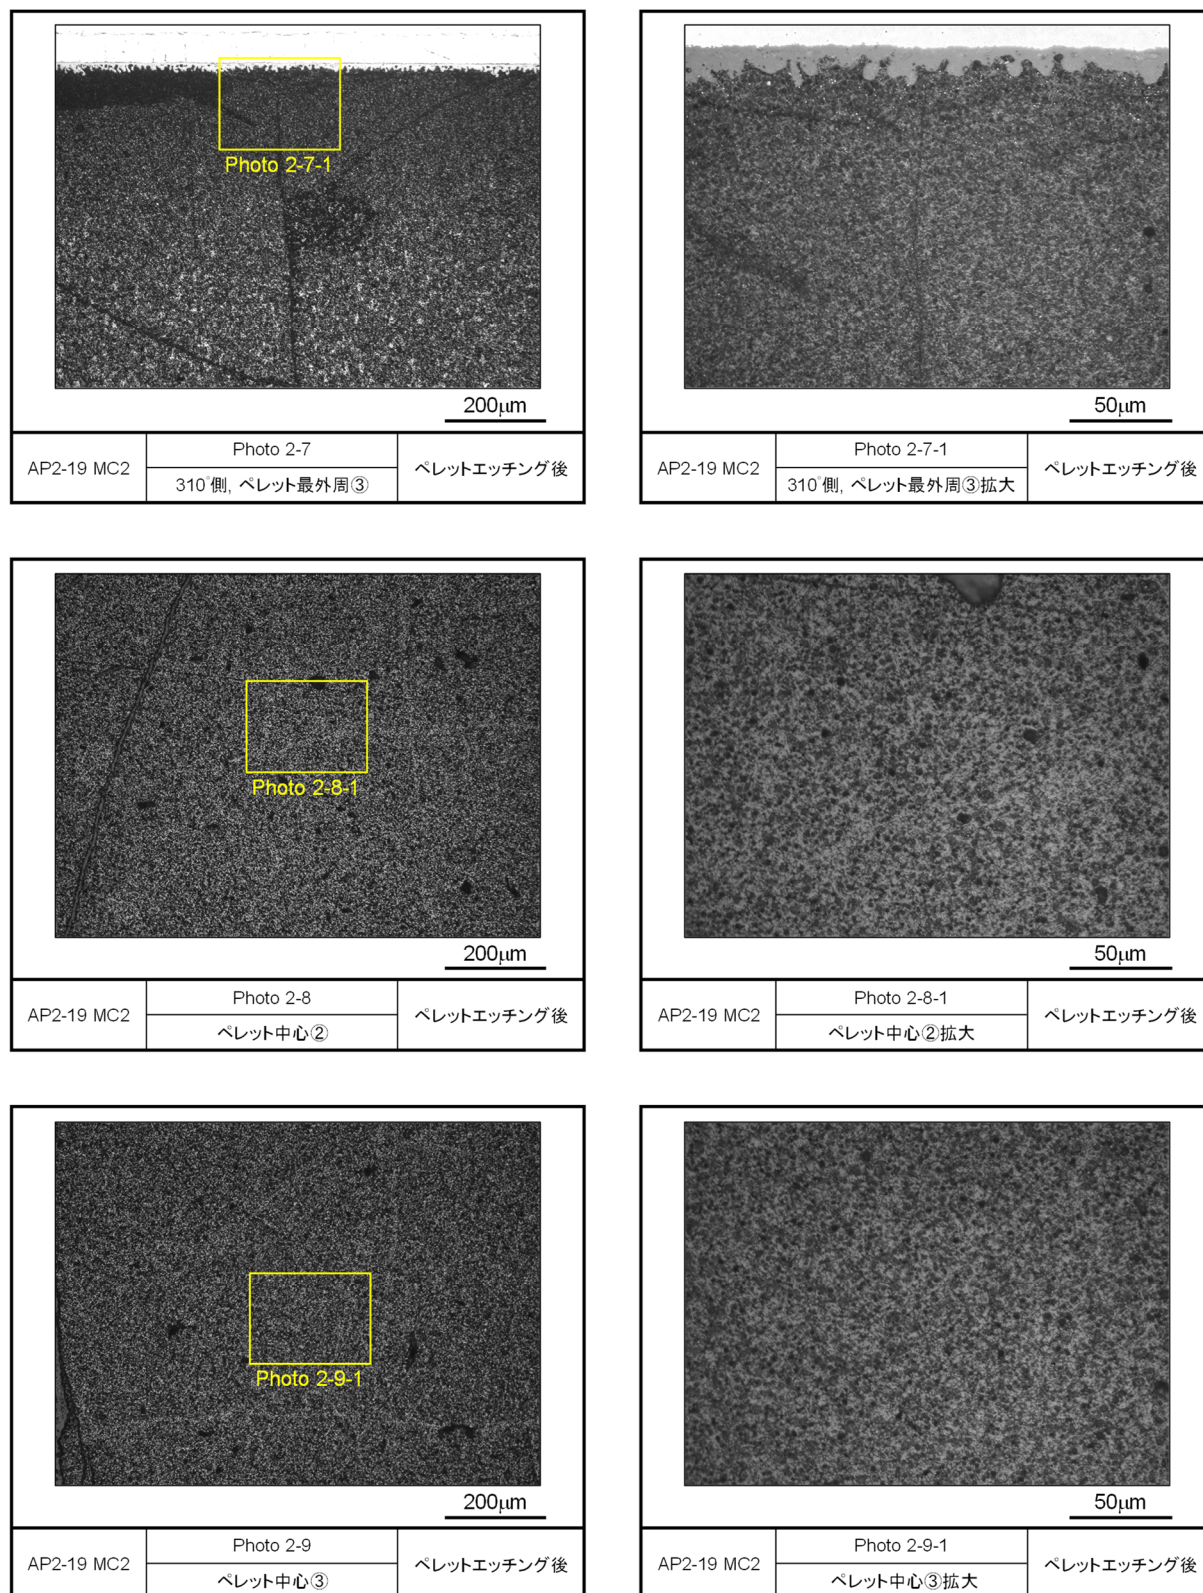 Photo 2-7-1
200μm
50μm
AP2-19 MC2
Photo 2-7
310°側, ペレット最外周③
ペレットエッチング後
AP2-19 MC2
Photo 2-7-1
310°側, ペレット最外周③拡大
ペレットエッチング後
Photo 2-8-1
200μm
50μm
AP2-19 MC2
Photo 2-8
ペレット中心②
ペレットエッチング後
AP2-19 MC2
Photo 2-8-1
ペレット中心②拡大
ペレットエッチング後
Photo 2-9-1
200μm
50μm
AP2-19 MC2
Photo 2-9
ペレット中心③
ペレットエッチング後
AP2-19 MC2
Photo 2-9-1
ペレット中心③拡大
ペレットエッチング後